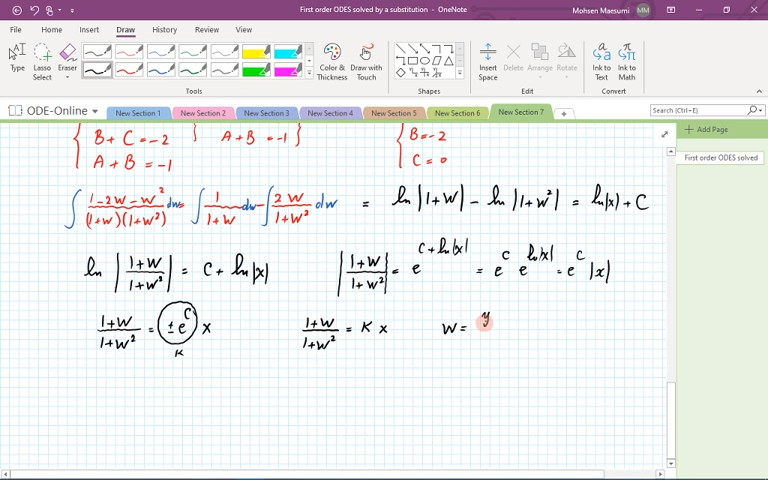 First order ODES solved by a substitution - OneNote
Mohsen Maesumi MM
File Home Insert Draw History Review View
Type Lasso Select Eraser Color & Thickness Draw with Touch Insert Space Delete Arrange Rotate Ink to Text Ink to Math
Tools Shapes Edit Convert
ODE-Online New Section 1 New Section 2 New Section 3 New Section 4 New Section 5 New Section 6 New Section 7 Search (Ctrl+E)
Add Page
First order ODES solved
{ B + C = -2 } A + B = -1 } { B = -2
A + B = -1 C = 0
∫ (1 - 2w - w²)/((1+w)(1+w²)) dw = ∫ 1/(1+w) dw - ∫ 2w/(1+w²) dw = ln|1+w| - ln|1+w²| = ln|x| + C
ln |(1+w)/(1+w²)| = C + ln|x| |(1+w)/(1+w²)| = e^(C + ln|x|) = e^C e^(ln|x|) = e^C |x|
(1+w)/(1+w²) = ± e^C x (1+w)/(1+w²) = K x w = y
K